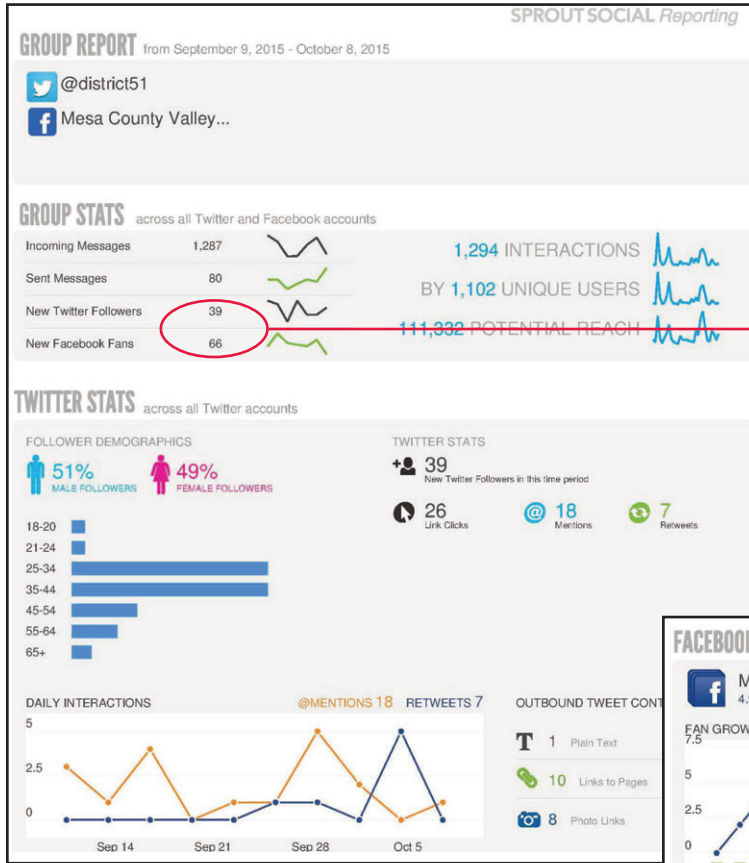 SPROUT SOCIAL Reporting
GROUP REPORT from September 9, 2015 - October 8, 2015
@district51
Mesa County Valley...
GROUP STATS across all Twitter and Facebook accounts
Incoming Messages 1,287
Sent Messages 80
New Twitter Followers 39
New Facebook Fans 66
1,294 INTERACTIONS
BY 1,102 UNIQUE USERS
111,332 POTENTIAL REACH
TWITTER STATS across all Twitter accounts
FOLLOWER DEMOGRAPHICS
51%
MALE FOLLOWERS
49%
FEMALE FOLLOWERS
18-20
21-24
25-34
35-44
45-54
55-64
65+
TWITTER STATS
39
New Twitter Followers in this time period
26
Link Clicks
18
Mentions
7
Retweets
DAILY INTERACTIONS @MENTIONS 18 RETWEETS 7
5
2.5
0
Sep 14 Sep 21 Sep 28 Oct 5
OUTBOUND TWEET CONT
1 Plain Text
10 Links to Pages
8 Photo Links
FACEBOO
M
4.
FAN GROW
7.5
5
2.5
0